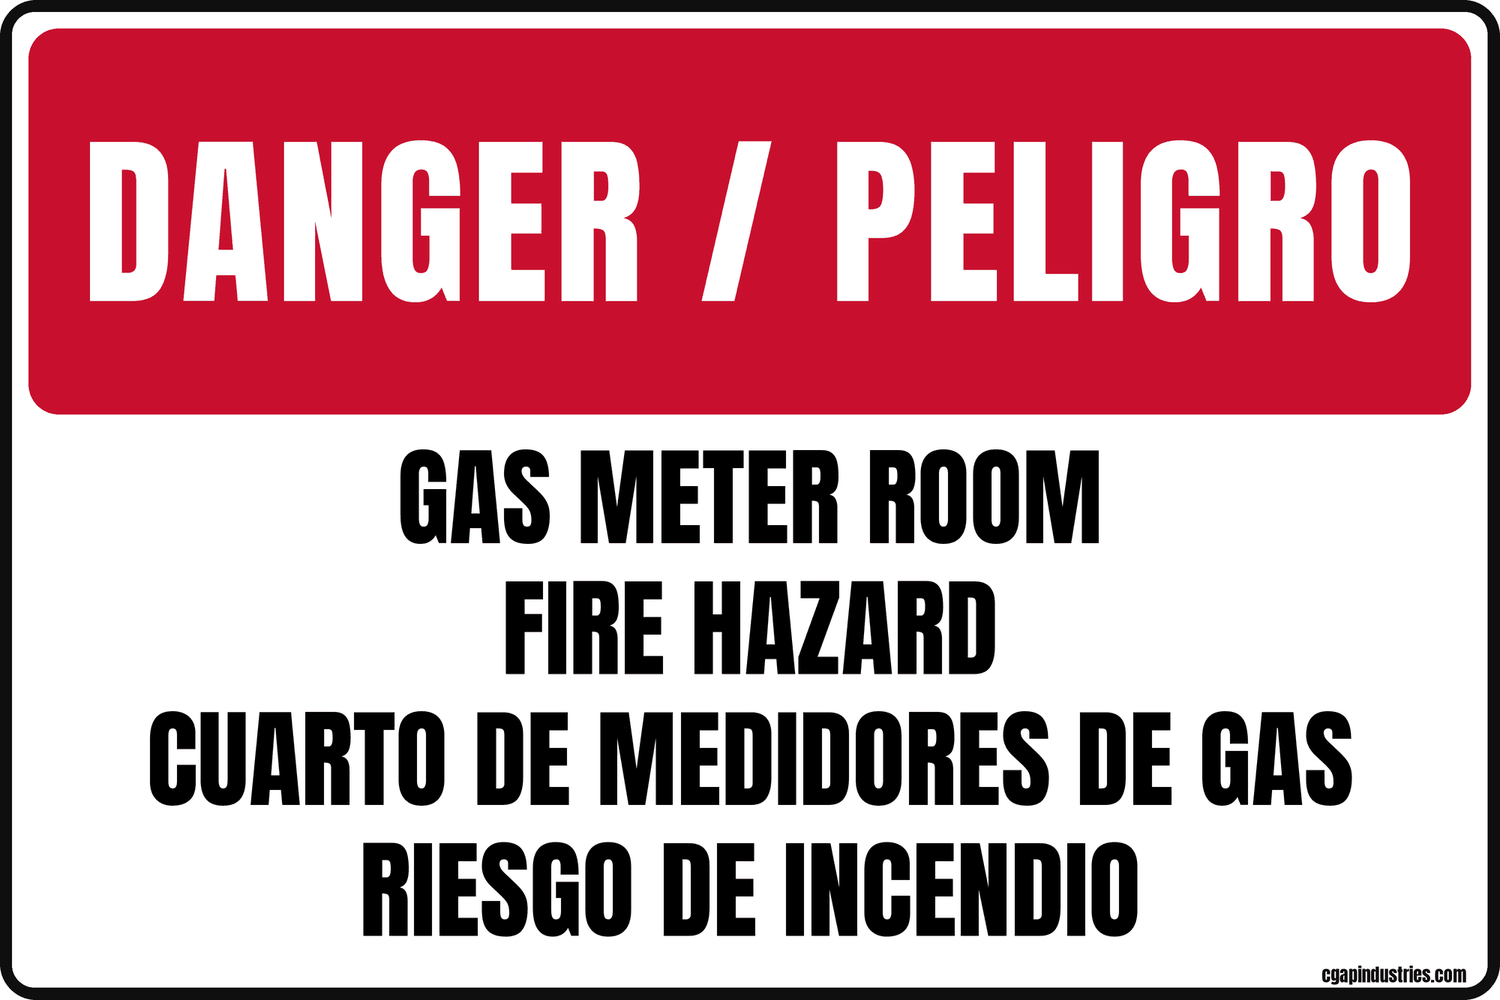 DANGER / PELIGRO
GAS METER ROOM
FIRE HAZARD
CUARTO DE MEDIDORES DE GAS
RIESGO DE INCENDIO
cgapindustries.com